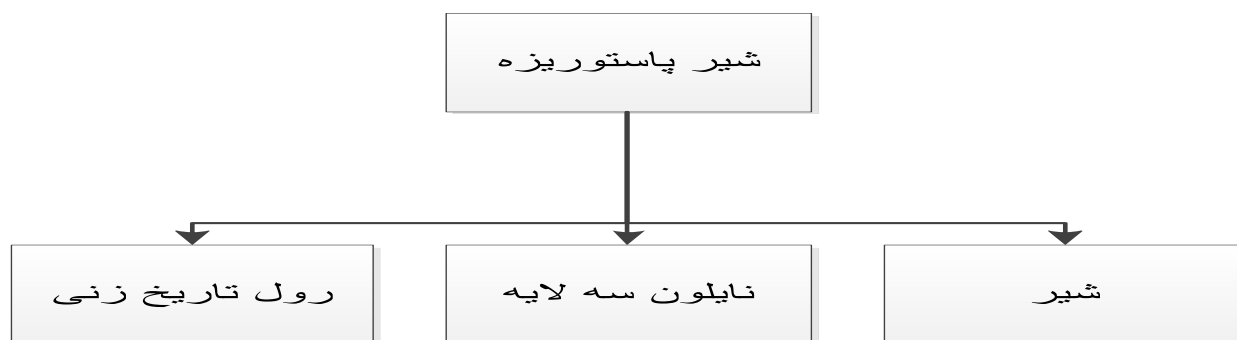 شیر پاستوریزه
شیر
نایلون سه لایه
رول تاریخ زنی